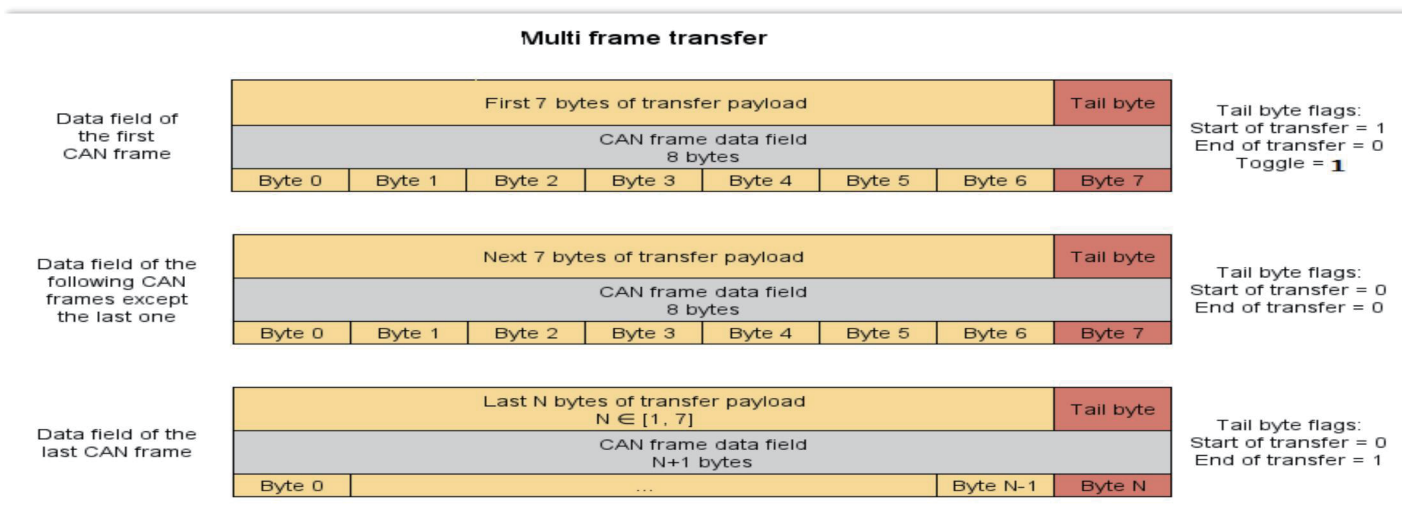 Multi frame transfer
Data field of
the first
CAN frame
First 7 bytes of transfer payload
Tail byte
CAN frame data field
8 bytes
Byte 0
Byte 1
Byte 2
Byte 3
Byte 4
Byte 5
Byte 6
Byte 7
Tail byte flags:
Start of transfer = 1
End of transfer = 0
Toggle = 1
Data field of the
following CAN
frames except
the last one
Next 7 bytes of transfer payload
Tail byte
CAN frame data field
8 bytes
Byte 0
Byte 1
Byte 2
Byte 3
Byte 4
Byte 5
Byte 6
Byte 7
Tail byte flags:
Start of transfer = 0
End of transfer = 0
Data field of the
last CAN frame
Last N bytes of transfer payload
N ∈ [1, 7]
Tail byte
CAN frame data field
N+1 bytes
Byte 0
...
Byte N-1
Byte N
Tail byte flags:
Start of transfer = 0
End of transfer = 1